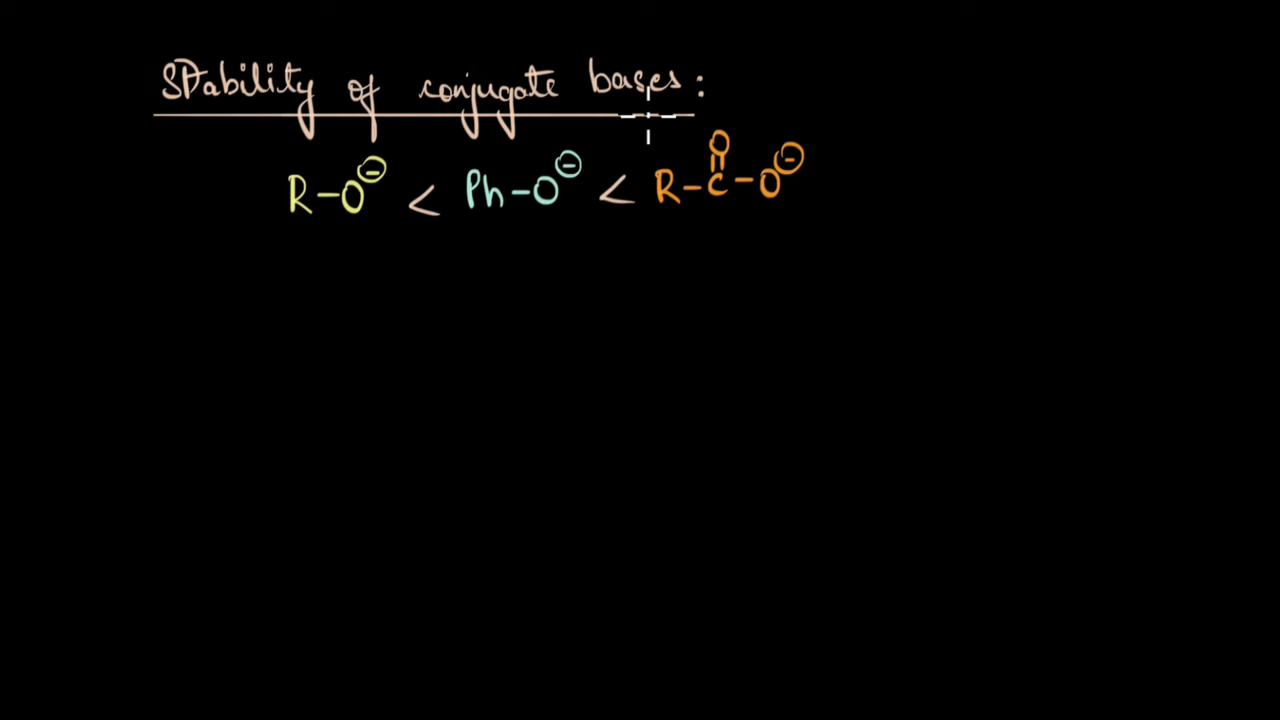 Stability of conjugate bases:
R-O⊖ < Ph-O⊖ < R-C(=O)-O⊖